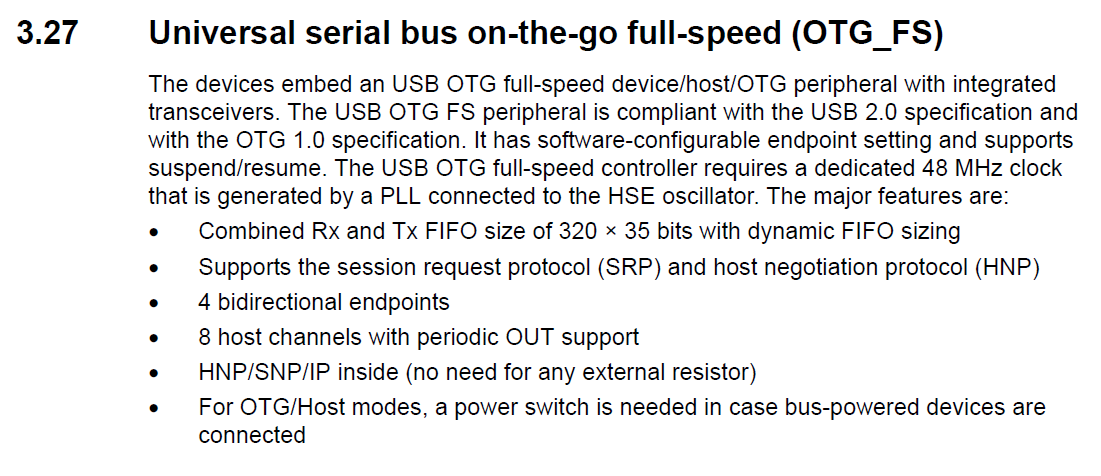 3.27 Universal serial bus on-the-go full-speed (OTG_FS)
The devices embed an USB OTG full-speed device/host/OTG peripheral with integrated
transceivers. The USB OTG FS peripheral is compliant with the USB 2.0 specification and
with the OTG 1.0 specification. It has software-configurable endpoint setting and supports
suspend/resume. The USB OTG full-speed controller requires a dedicated 48 MHz clock
that is generated by a PLL connected to the HSE oscillator. The major features are:
• Combined Rx and Tx FIFO size of 320 × 35 bits with dynamic FIFO sizing
• Supports the session request protocol (SRP) and host negotiation protocol (HNP)
• 4 bidirectional endpoints
• 8 host channels with periodic OUT support
• HNP/SNP/IP inside (no need for any external resistor)
• For OTG/Host modes, a power switch is needed in case bus-powered devices are
connected